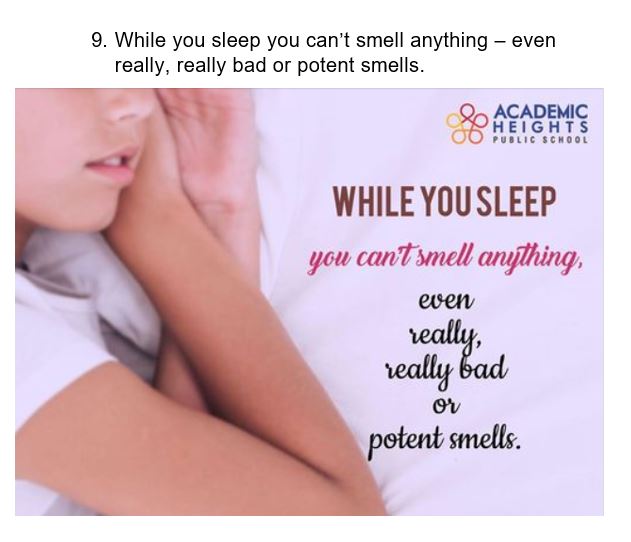 9. While you sleep you can’t smell anything – even
really, really bad or potent smells.
ACADEMIC
HEIGHTS
PUBLIC SCHOOL
WHILE YOU SLEEP
you can't smell anything,
even
really,
really bad
or
potent smells.